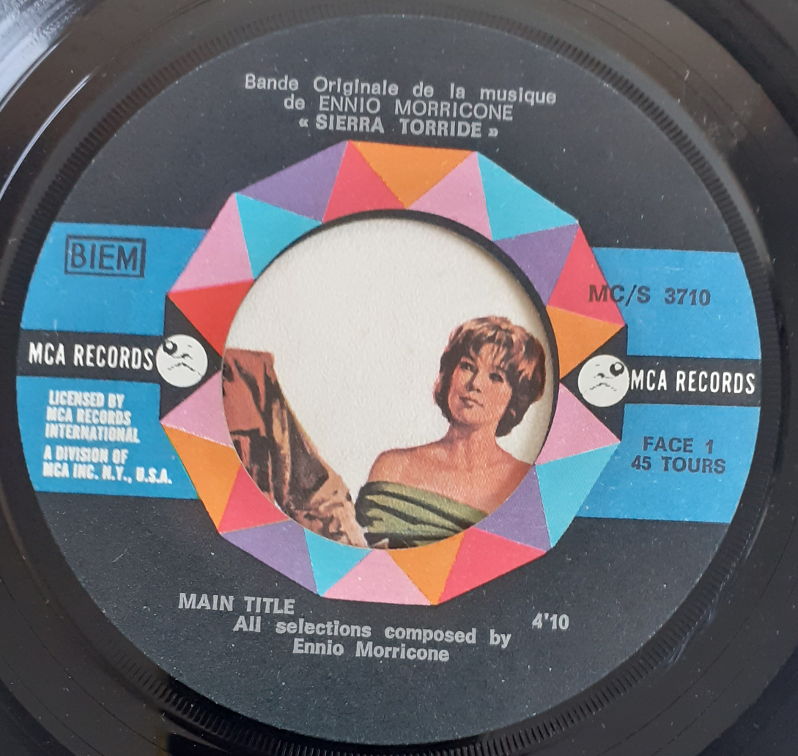 Bande Originale de la musique
de ENNIO MORRICONE
« SIERRA TORRIDE »
BIEM
MC/S 3710
MCA RECORDS
MCA RECORDS
LICENSED BY
MCA RECORDS
INTERNATIONAL
A DIVISION OF
MCA INC. N.Y., U.S.A.
FACE 1
45 TOURS
MAIN TITLE 4'10
All selections composed by
Ennio Morricone